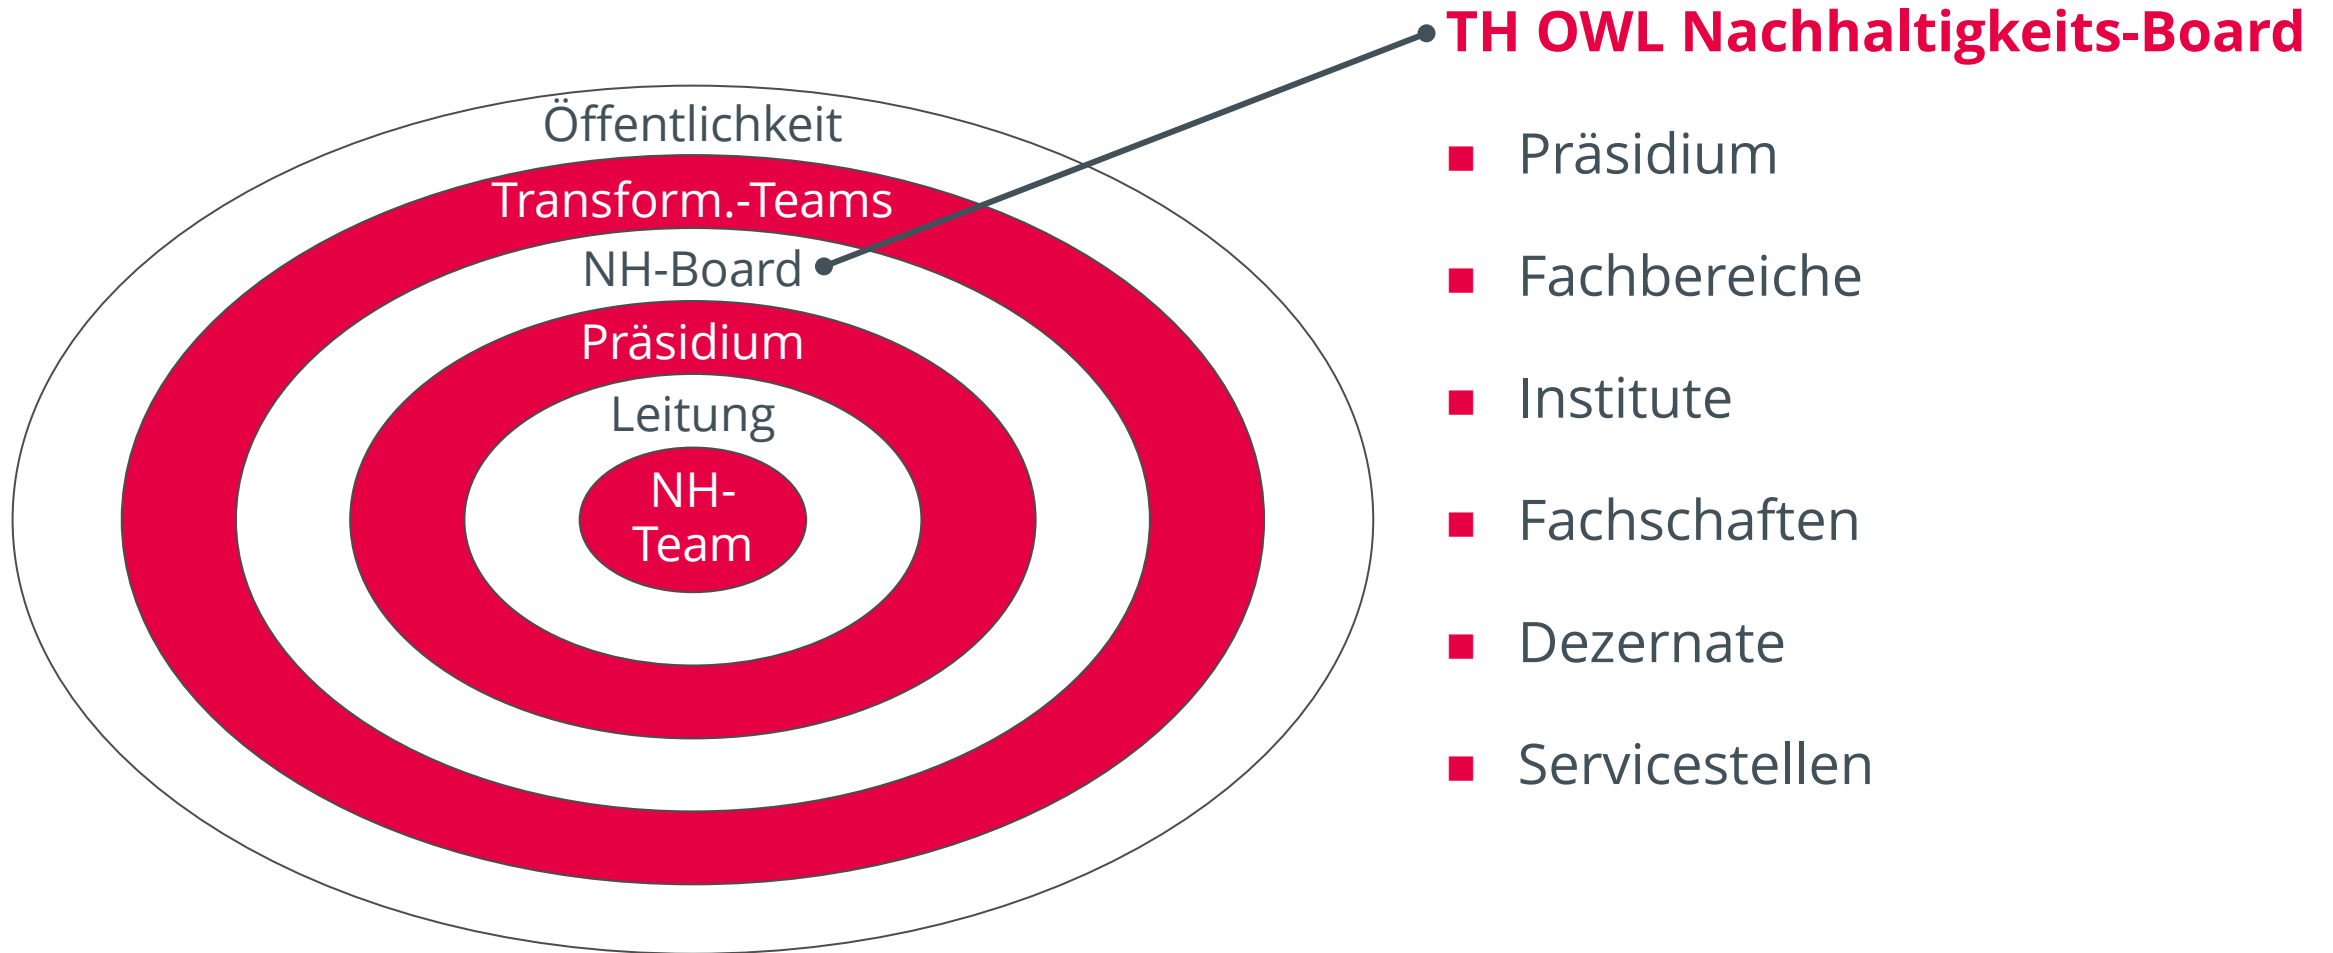 TH OWL Nachhaltigkeits-Board
Öffentlichkeit
Transform.-Teams
NH-Board
Präsidium
Leitung
NH-
Team
Präsidium
Fachbereiche
Institute
Fachschaften
Dezernate
Servicestellen